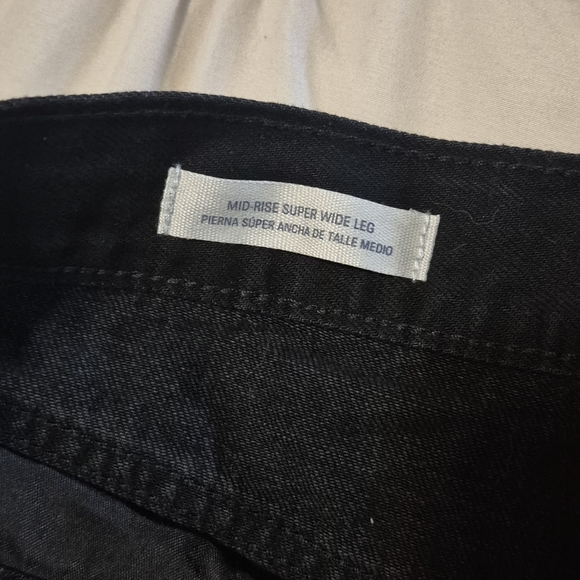 MID-RISE SUPER WIDE LEG
PIERNA SÚPER ANCHA DE TALLE MEDIO